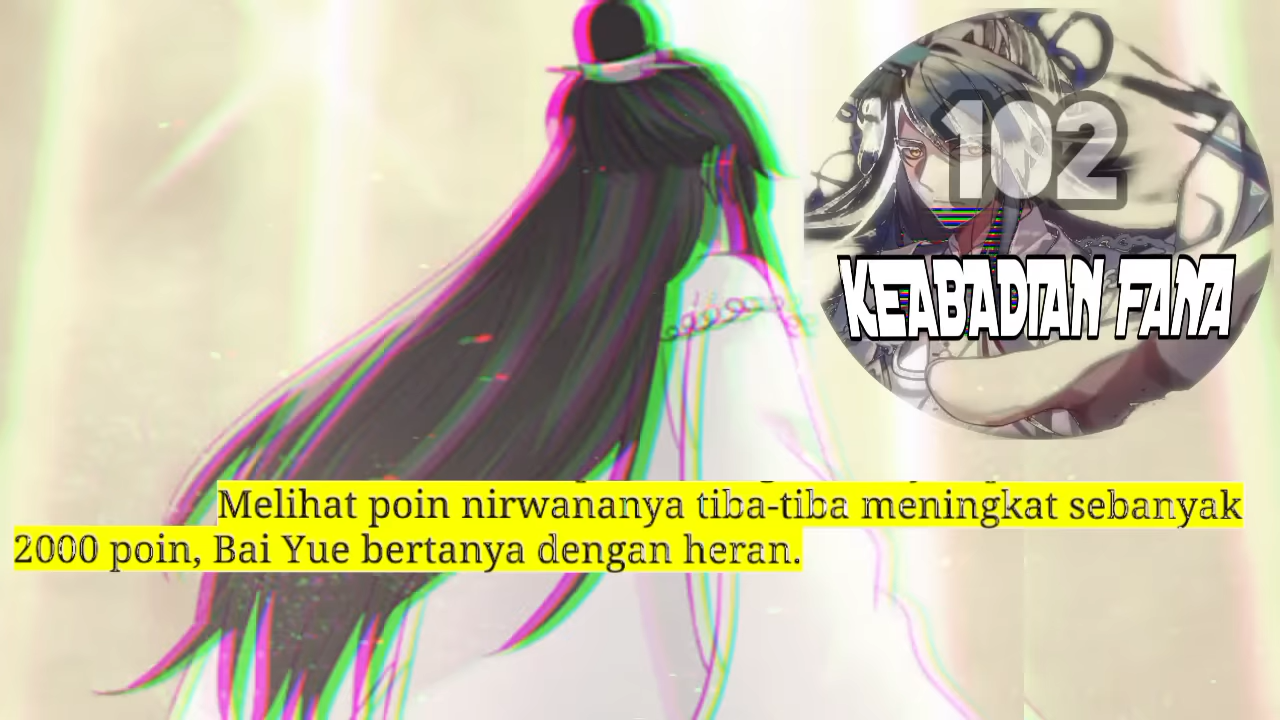 102
KEABADIAN FANA
Melihat poin nirwananya tiba-tiba meningkat sebanyak
2000 poin, Bai Yue bertanya dengan heran.